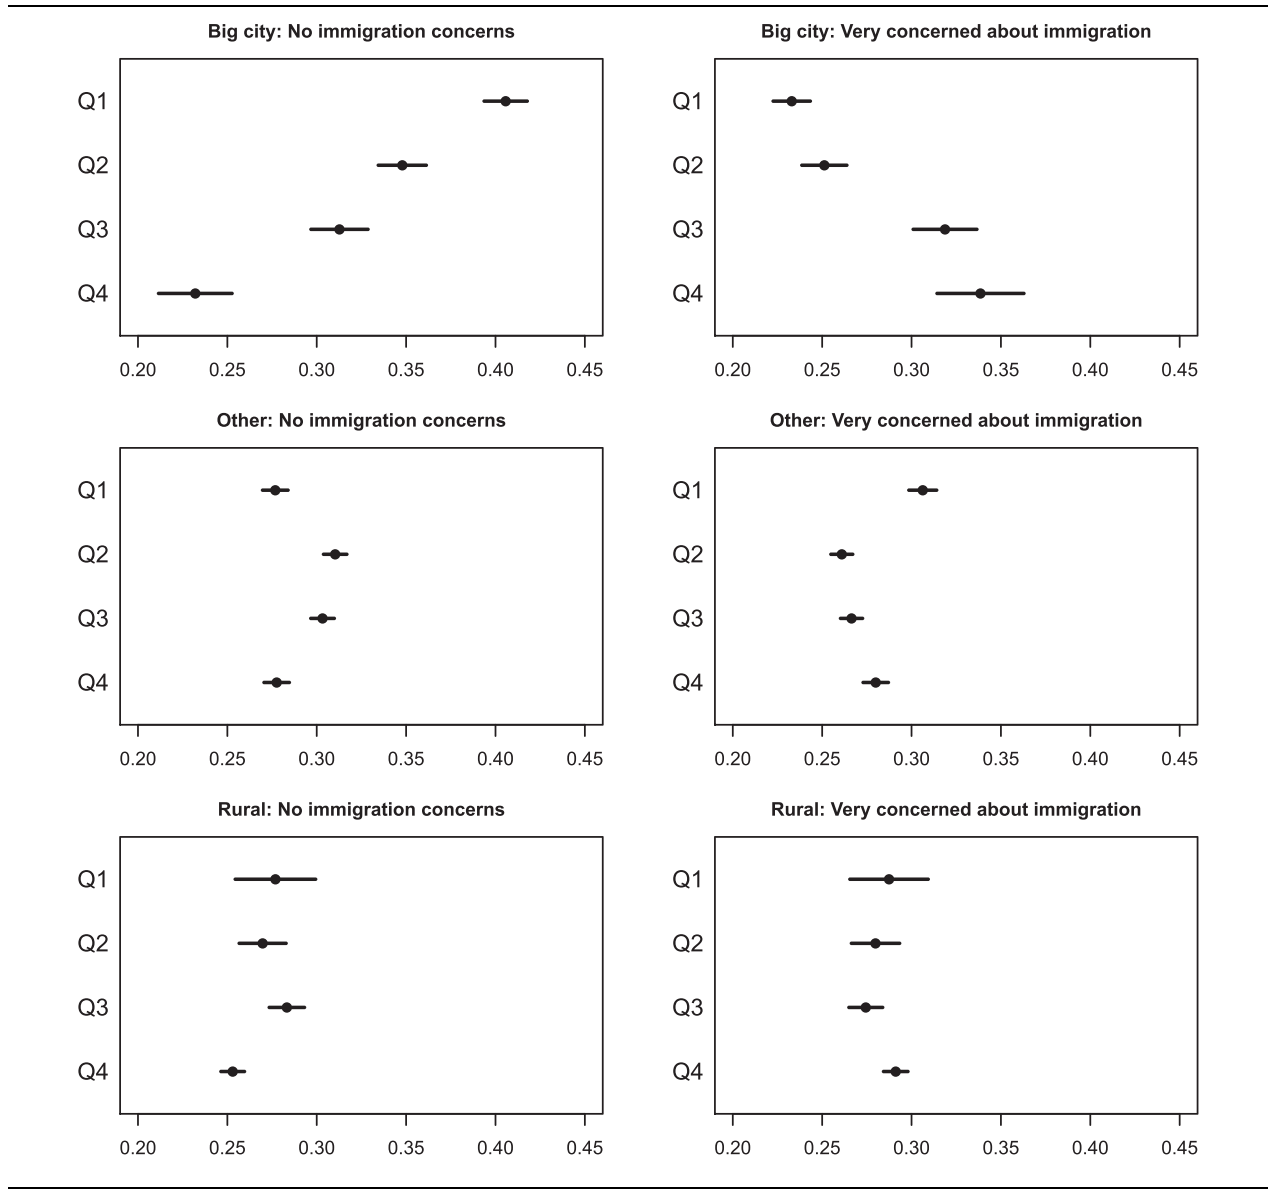 Big city: No immigration concerns
Q1
Q2
Q3
Q4
0.20 0.25 0.30 0.35 0.40 0.45
Big city: Very concerned about immigration
Q1
Q2
Q3
Q4
0.20 0.25 0.30 0.35 0.40 0.45
Other: No immigration concerns
Q1
Q2
Q3
Q4
0.20 0.25 0.30 0.35 0.40 0.45
Other: Very concerned about immigration
Q1
Q2
Q3
Q4
0.20 0.25 0.30 0.35 0.40 0.45
Rural: No immigration concerns
Q1
Q2
Q3
Q4
0.20 0.25 0.30 0.35 0.40 0.45
Rural: Very concerned about immigration
Q1
Q2
Q3
Q4
0.20 0.25 0.30 0.35 0.40 0.45